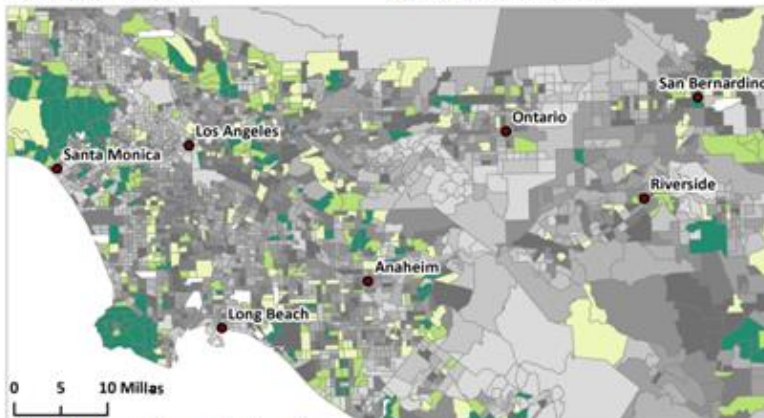 San Bernardino
Ontario
Los Angeles
Santa Monica
Riverside
Anaheim
Long Beach
0 5 10 Millas